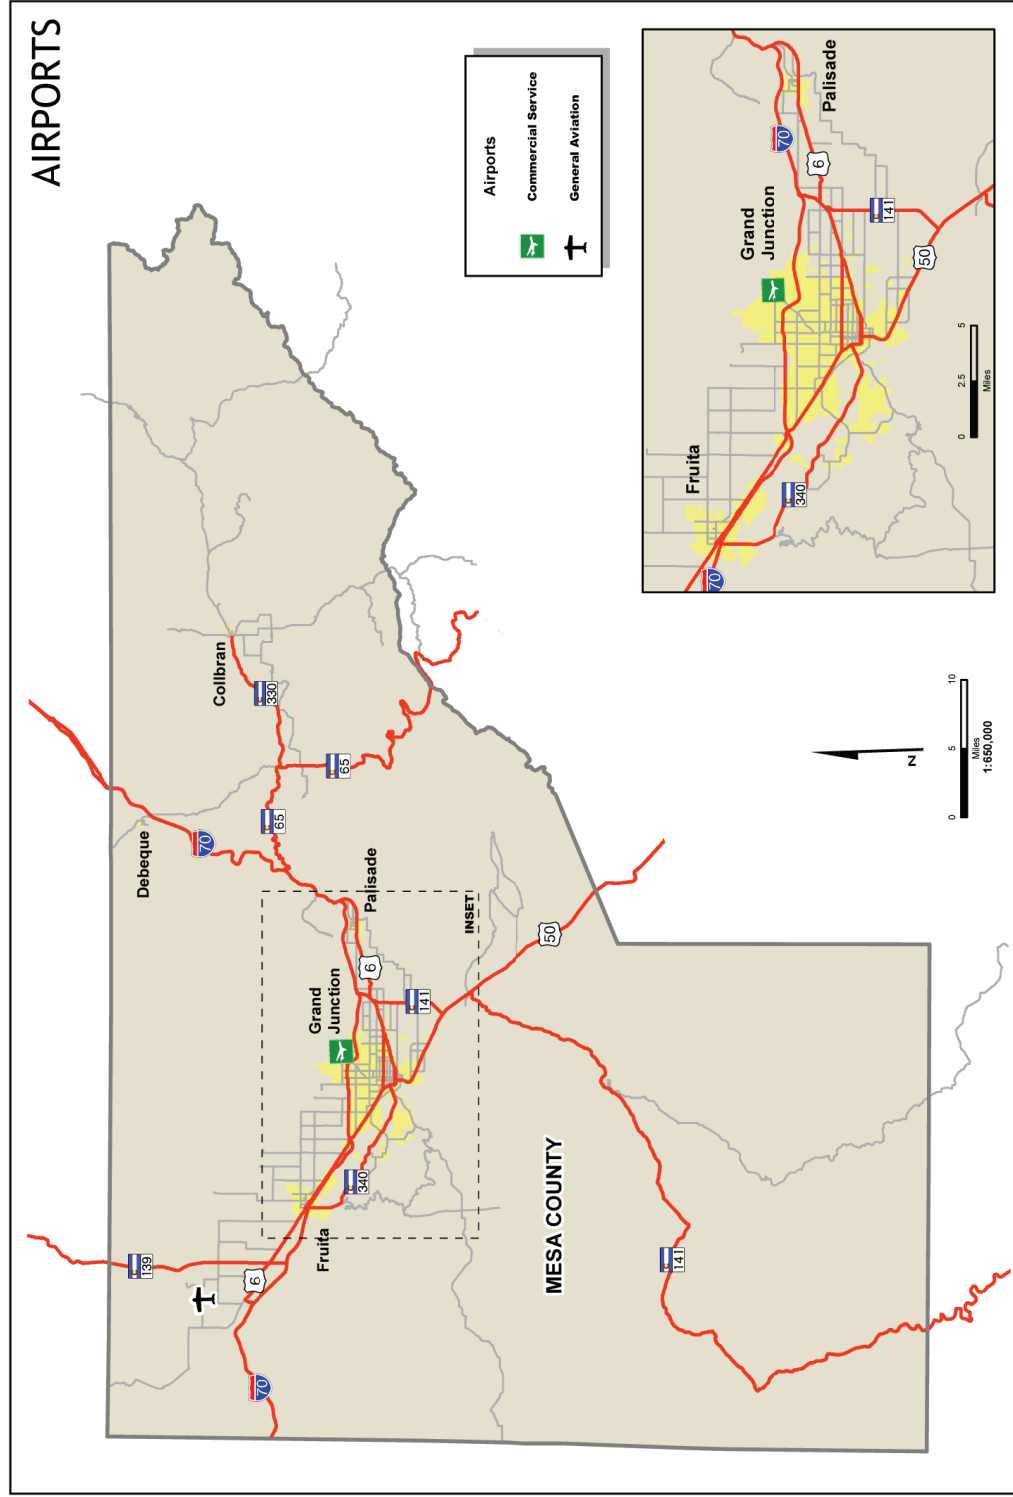 AIRPORTS
Airports
Commercial Service
General Aviation
Debeque
Collbran
70
330
65
65
Palisade
INSET
Grand
Junction
6
141
50
139
6
Fruita
340
70
MESA COUNTY
141
Fruita
70
340
Grand
Junction
70
6
Palisade
141
50
0 2.5 5
Miles
N
0 5 10
Miles
1:650,000